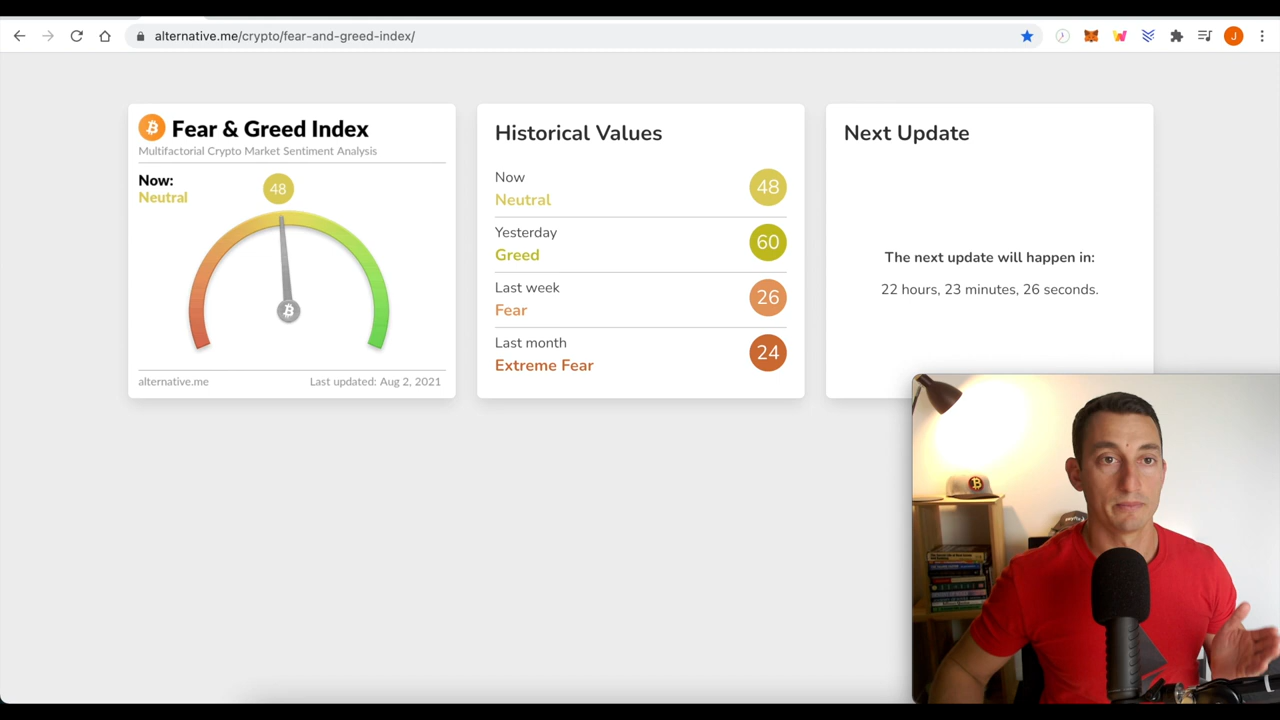 alternative.me/crypto/fear-and-greed-index/
J
Fear & Greed Index
Multifactorial Crypto Market Sentiment Analysis
Now:
Neutral
48
alternative.me
Last updated: Aug 2, 2021
Historical Values
Now
Neutral
48
Yesterday
Greed
60
Last week
Fear
26
Last month
Extreme Fear
24
Next Update
The next update will happen in:
22 hours, 23 minutes, 26 seconds.